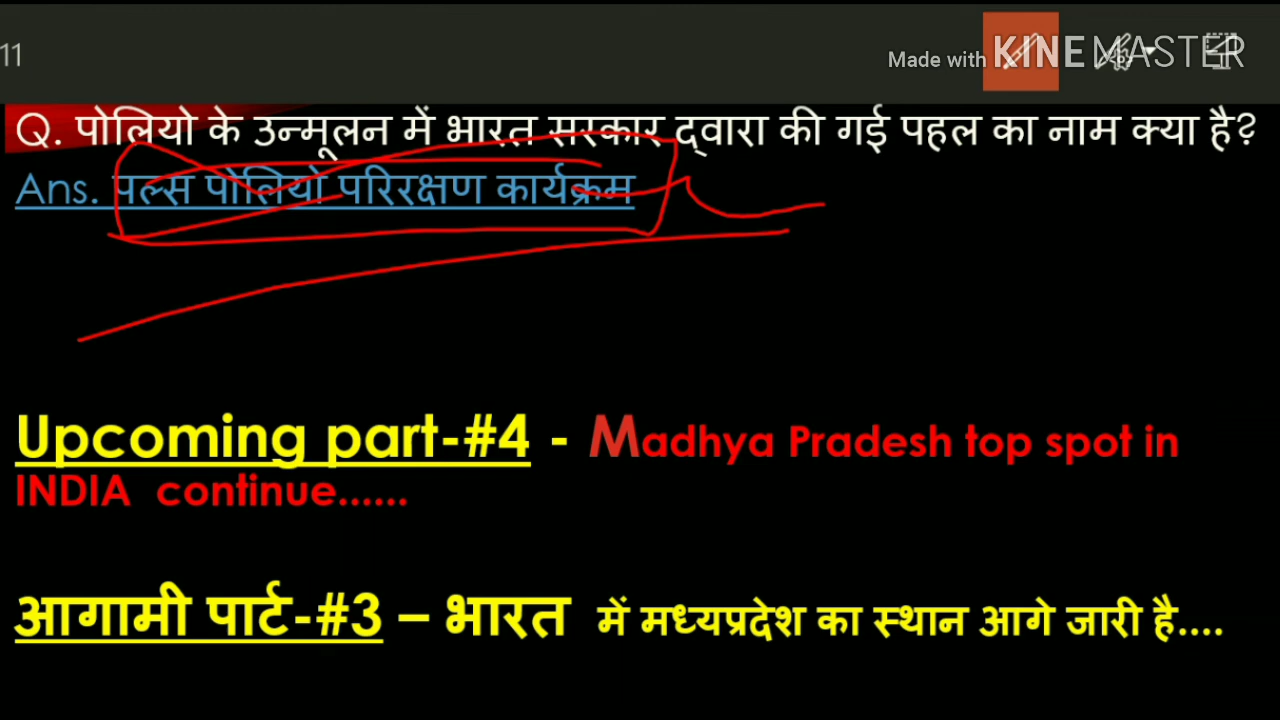 11
Made with KINEMASTER
Q. पोलियो के उन्मूलन में भारत सरकार द्वारा की गई पहल का नाम क्या है?
Ans. पल्स पोलियो परिरक्षण कार्यक्रम
Upcoming part-#4 - Madhya Pradesh top spot in
INDIA continue......
आगामी पार्ट-#3 – भारत में मध्यप्रदेश का स्थान आगे जारी है....